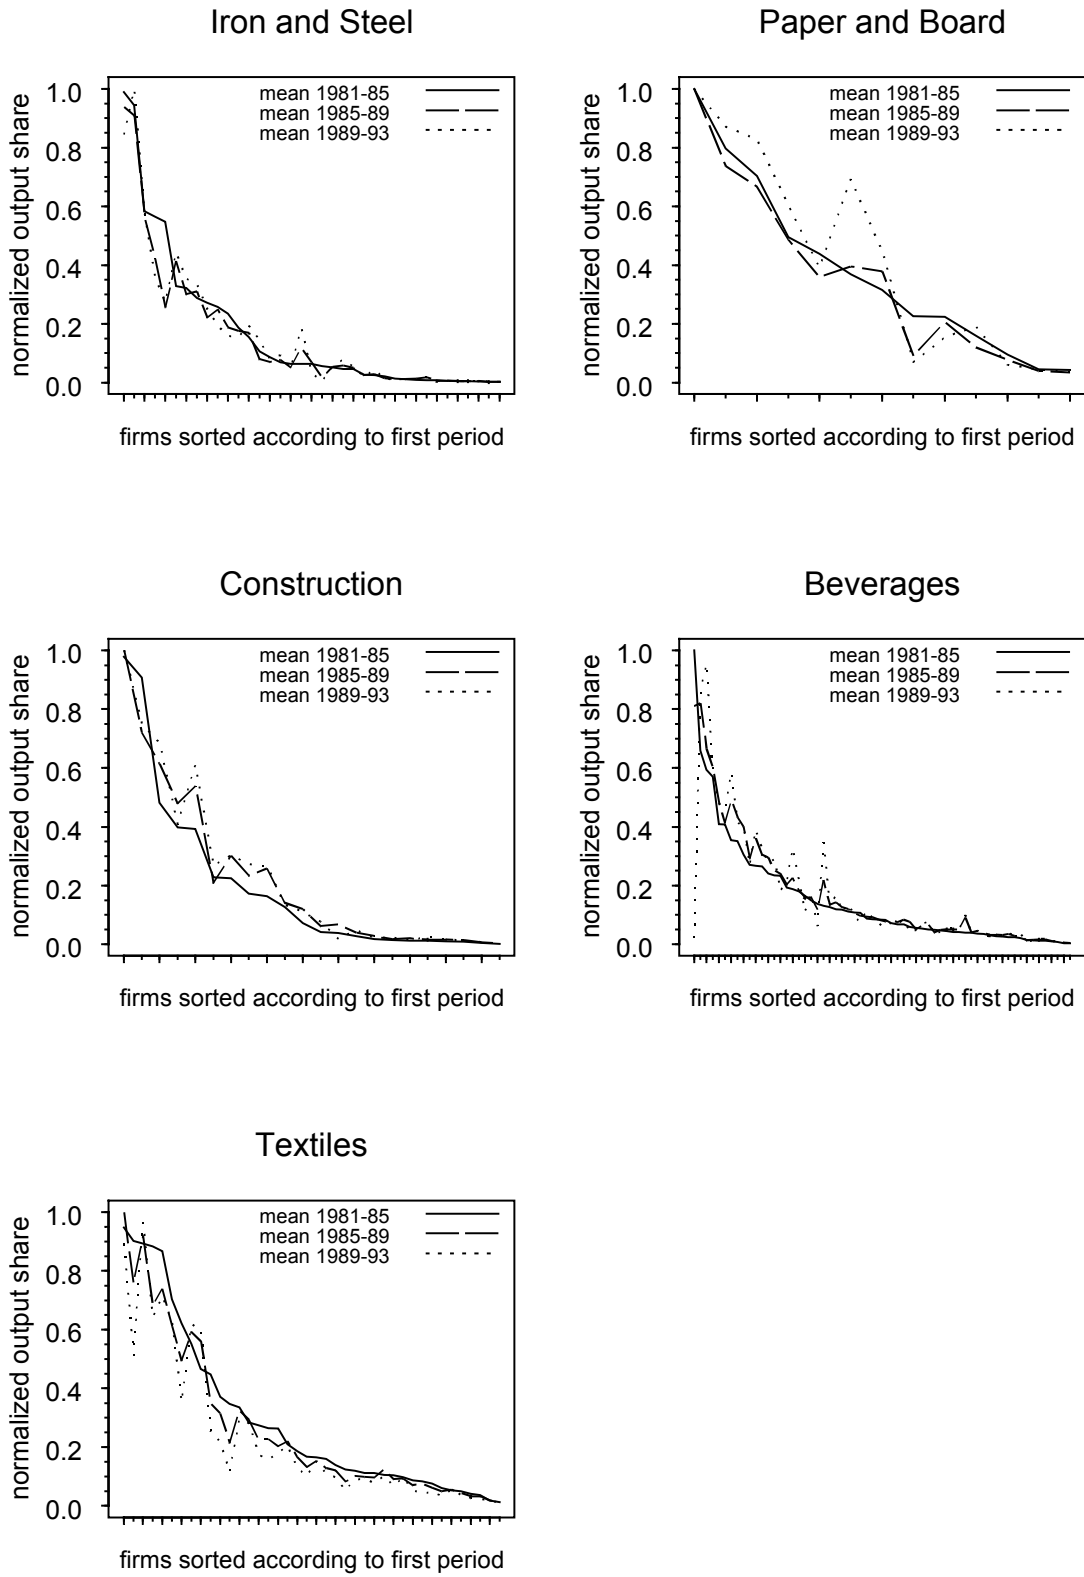 Iron and Steel
normalized output share
1.0
0.8
0.6
0.4
0.2
0.0
mean 1981-85
mean 1985-89
mean 1989-93
firms sorted according to first period
Paper and Board
normalized output share
1.0
0.8
0.6
0.4
0.2
0.0
mean 1981-85
mean 1985-89
mean 1989-93
firms sorted according to first period
Construction
normalized output share
1.0
0.8
0.6
0.4
0.2
0.0
mean 1981-85
mean 1985-89
mean 1989-93
firms sorted according to first period
Beverages
normalized output share
1.0
0.8
0.6
0.4
0.2
0.0
mean 1981-85
mean 1985-89
mean 1989-93
firms sorted according to first period
Textiles
normalized output share
1.0
0.8
0.6
0.4
0.2
0.0
mean 1981-85
mean 1985-89
mean 1989-93
firms sorted according to first period